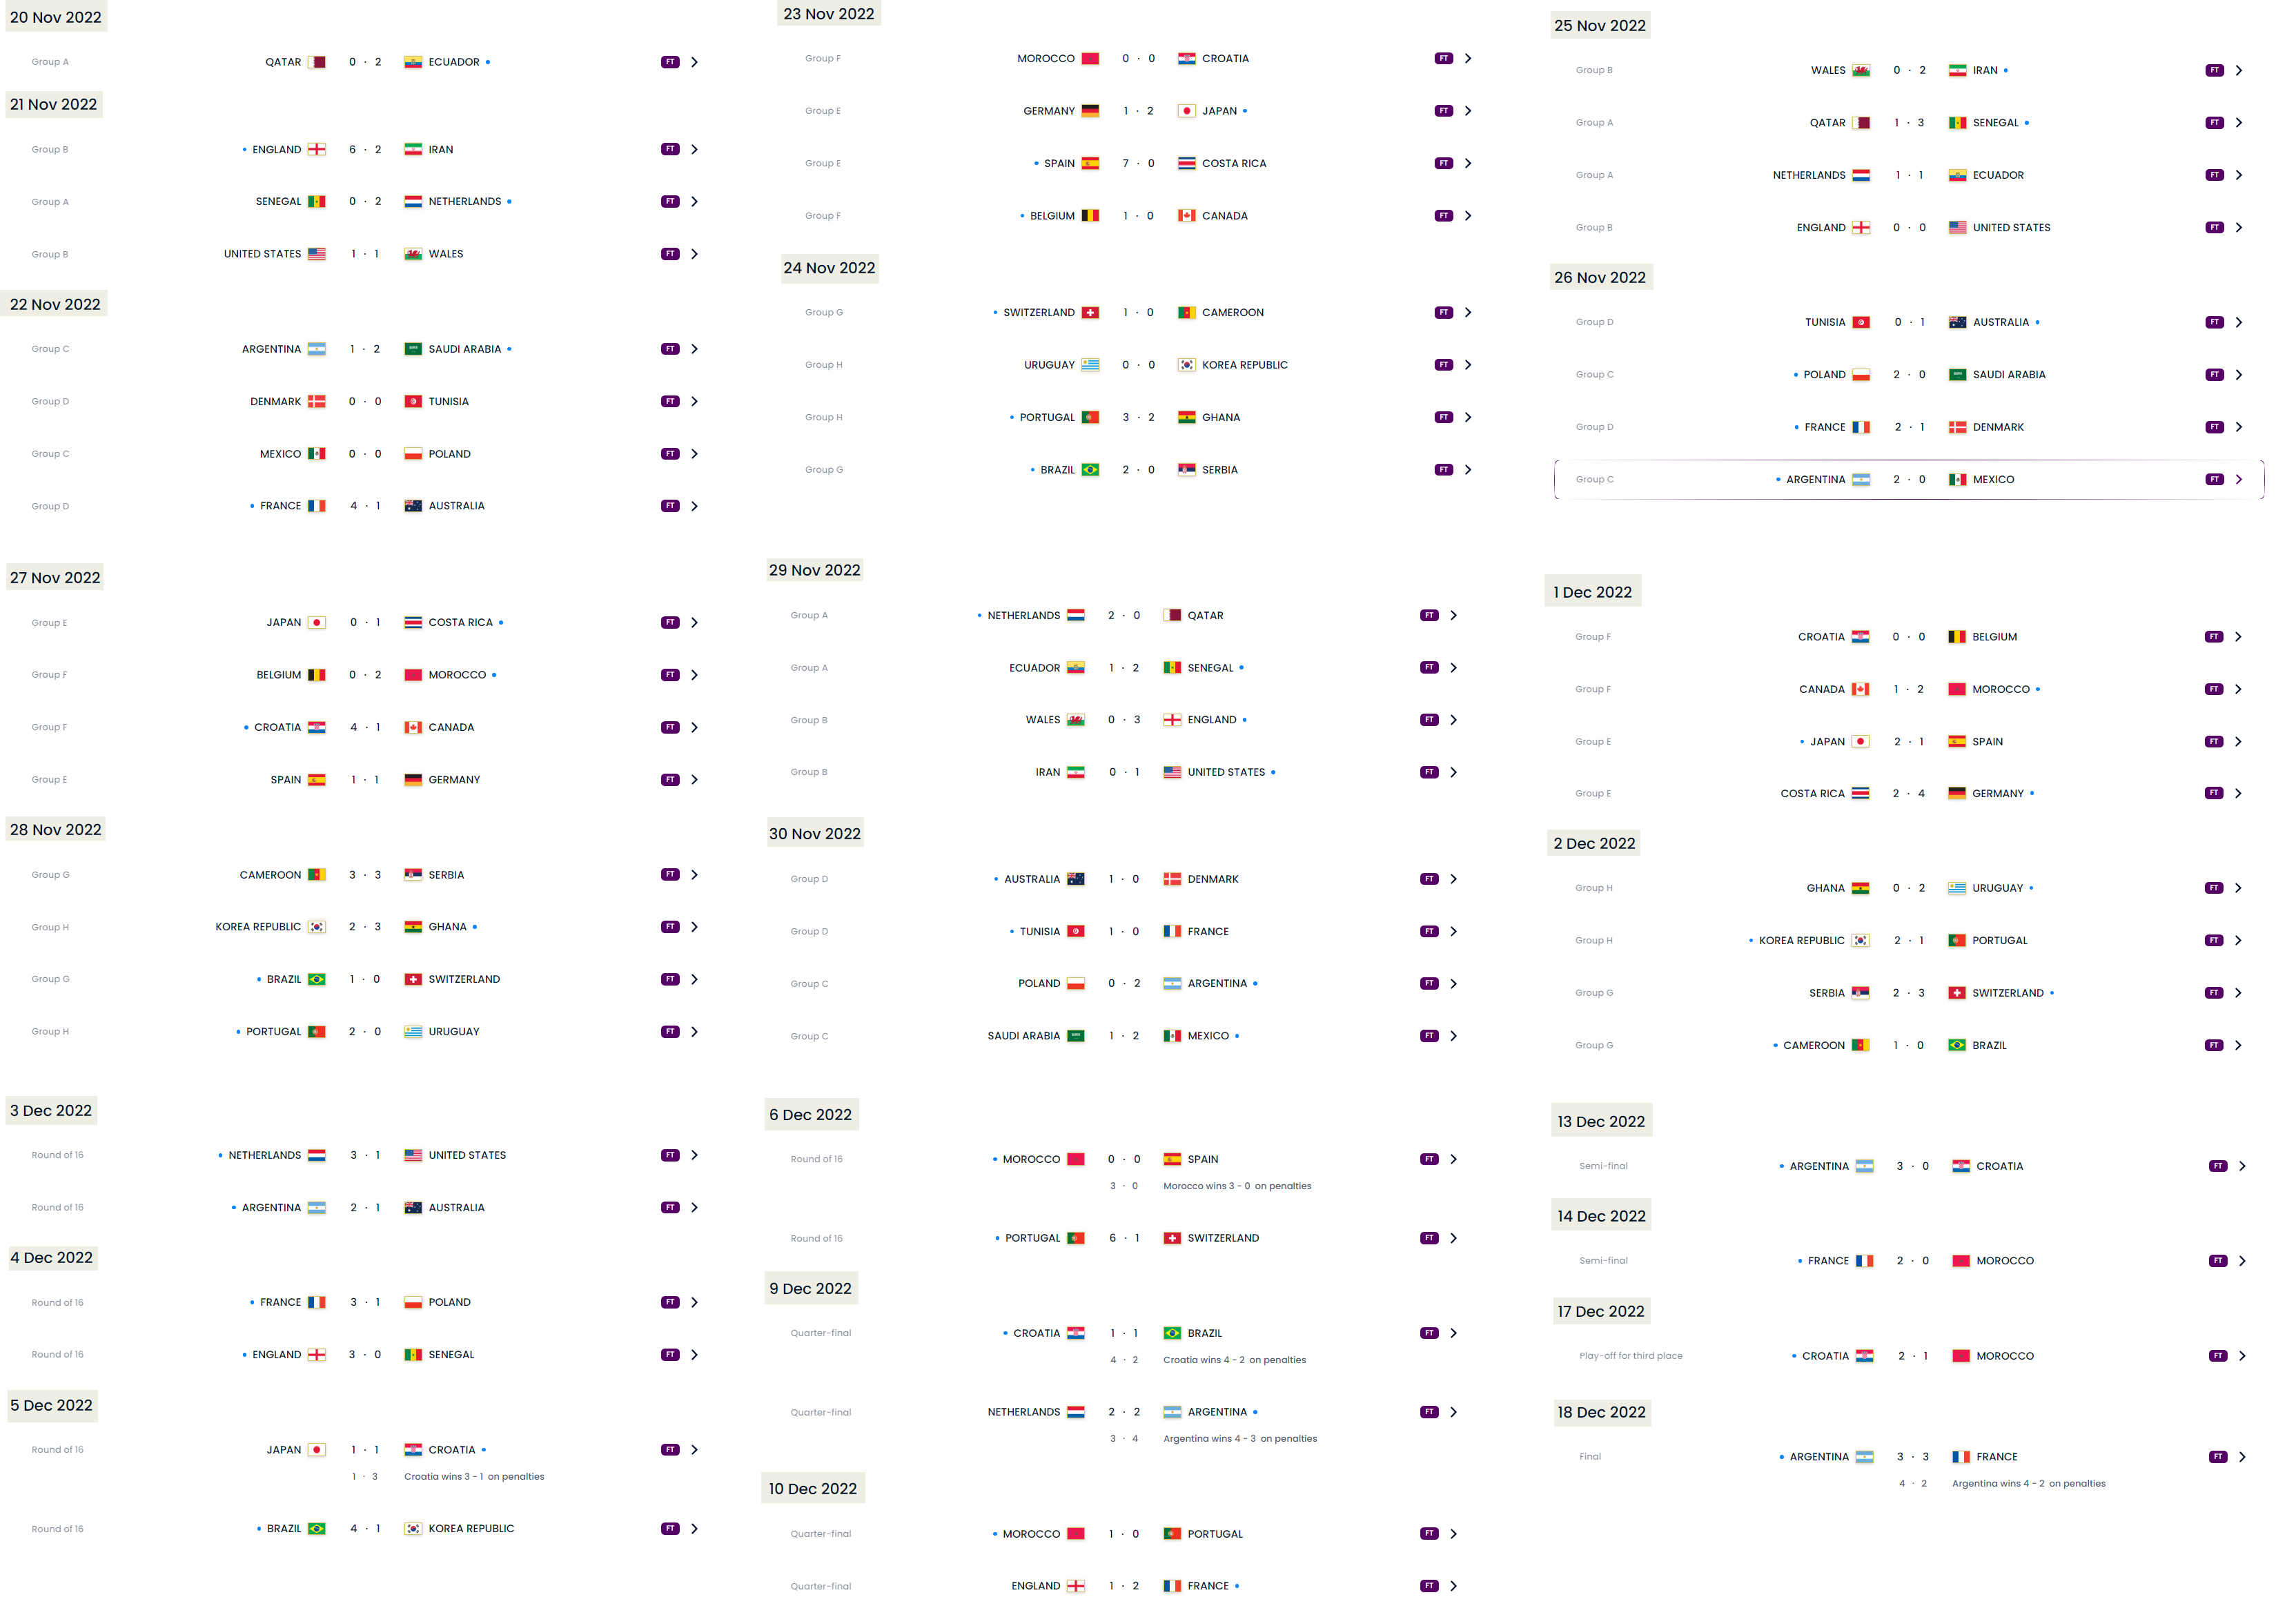 20 Nov 2022
Group A QATAR 0 · 2 ECUADOR FT
21 Nov 2022
Group B ENGLAND 6 · 2 IRAN FT
Group A SENEGAL 0 · 2 NETHERLANDS FT
Group B UNITED STATES 1 · 1 WALES FT
22 Nov 2022
Group C ARGENTINA 1 · 2 SAUDI ARABIA FT
Group D DENMARK 0 · 0 TUNISIA FT
Group C MEXICO 0 · 0 POLAND FT
Group D FRANCE 4 · 1 AUSTRALIA FT
23 Nov 2022
Group F MOROCCO 0 · 0 CROATIA FT
Group E GERMANY 1 · 2 JAPAN FT
Group E SPAIN 7 · 0 COSTA RICA FT
Group F BELGIUM 1 · 0 CANADA FT
24 Nov 2022
Group G SWITZERLAND 1 · 0 CAMEROON FT
Group H URUGUAY 0 · 0 KOREA REPUBLIC FT
Group H PORTUGAL 3 · 2 GHANA FT
Group G BRAZIL 2 · 0 SERBIA FT
25 Nov 2022
Group B WALES 0 · 2 IRAN FT
Group A QATAR 1 · 3 SENEGAL FT
Group A NETHERLANDS 1 · 1 ECUADOR FT
Group B ENGLAND 0 · 0 UNITED STATES FT
26 Nov 2022
Group D TUNISIA 0 · 1 AUSTRALIA FT
Group C POLAND 2 · 0 SAUDI ARABIA FT
Group D FRANCE 2 · 1 DENMARK FT
Group C ARGENTINA 2 · 0 MEXICO FT
27 Nov 2022
Group E JAPAN 0 · 1 COSTA RICA FT
Group F BELGIUM 0 · 2 MOROCCO FT
Group F CROATIA 4 · 1 CANADA FT
Group E SPAIN 1 · 1 GERMANY FT
28 Nov 2022
Group G CAMEROON 3 · 3 SERBIA FT
Group H KOREA REPUBLIC 2 · 3 GHANA FT
Group G BRAZIL 1 · 0 SWITZERLAND FT
Group H PORTUGAL 2 · 0 URUGUAY FT
29 Nov 2022
Group A NETHERLANDS 2 · 0 QATAR FT
Group A ECUADOR 1 · 2 SENEGAL FT
Group B WALES 0 · 3 ENGLAND FT
Group B IRAN 0 · 1 UNITED STATES FT
30 Nov 2022
Group D AUSTRALIA 1 · 0 DENMARK FT
Group D TUNISIA 1 · 0 FRANCE FT
Group C POLAND 0 · 2 ARGENTINA FT
Group C SAUDI ARABIA 1 · 2 MEXICO FT
1 Dec 2022
Group F CROATIA 0 · 0 BELGIUM FT
Group F CANADA 1 · 2 MOROCCO FT
Group E JAPAN 2 · 1 SPAIN FT
Group E COSTA RICA 2 · 4 GERMANY FT
2 Dec 2022
Group H GHANA 0 · 2 URUGUAY FT
Group H KOREA REPUBLIC 2 · 1 PORTUGAL FT
Group G SERBIA 2 · 3 SWITZERLAND FT
Group G CAMEROON 1 · 0 BRAZIL FT
3 Dec 2022
Round of 16 NETHERLANDS 3 · 1 UNITED STATES FT
Round of 16 ARGENTINA 2 · 1 AUSTRALIA FT
4 Dec 2022
Round of 16 FRANCE 3 · 1 POLAND FT
Round of 16 ENGLAND 3 · 0 SENEGAL FT
5 Dec 2022
Round of 16 JAPAN 1 · 1 CROATIA FT
1 · 3 Croatia wins 3 - 1 on penalties
Round of 16 BRAZIL 4 · 1 KOREA REPUBLIC FT
6 Dec 2022
Round of 16 MOROCCO 0 · 0 SPAIN FT
3 · 0 Morocco wins 3 - 0 on penalties
Round of 16 PORTUGAL 6 · 1 SWITZERLAND FT
9 Dec 2022
Quarter-final CROATIA 1 · 1 BRAZIL FT
4 · 2 Croatia wins 4 - 2 on penalties
Quarter-final NETHERLANDS 2 · 2 ARGENTINA FT
3 · 4 Argentina wins 4 - 3 on penalties
10 Dec 2022
Quarter-final MOROCCO 1 · 0 PORTUGAL FT
Quarter-final ENGLAND 1 · 2 FRANCE FT
13 Dec 2022
Semi-final ARGENTINA 3 · 0 CROATIA FT
14 Dec 2022
Semi-final FRANCE 2 · 0 MOROCCO FT
17 Dec 2022
Play-off for third place CROATIA 2 · 1 MOROCCO FT
18 Dec 2022
Final ARGENTINA 3 · 3 FRANCE FT
4 · 2 Argentina wins 4 - 2 on penalties